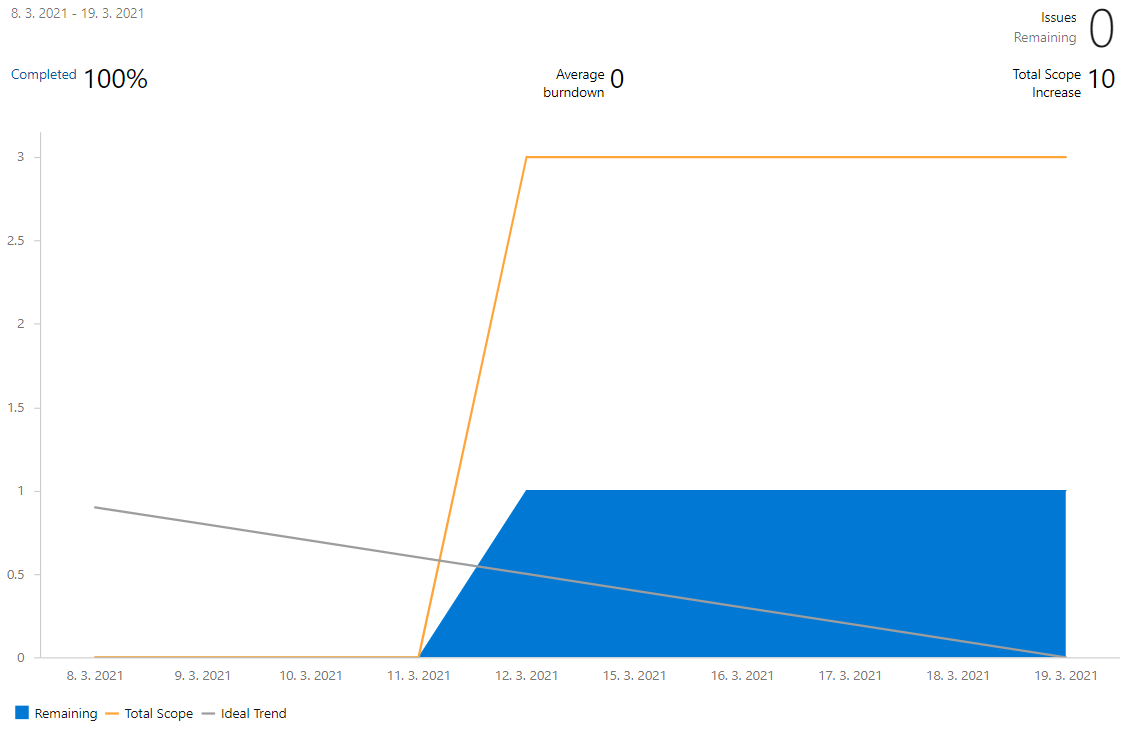 8. 3. 2021 - 19. 3. 2021
Issues
Remaining
0
Completed 100%
Average
burndown
0
Total Scope
Increase
10
3
2.5
2
1.5
1
0.5
0
8. 3. 2021 9. 3. 2021 10. 3. 2021 11. 3. 2021 12. 3. 2021 15. 3. 2021 16. 3. 2021 17. 3. 2021 18. 3. 2021 19. 3. 2021
Remaining Total Scope Ideal Trend